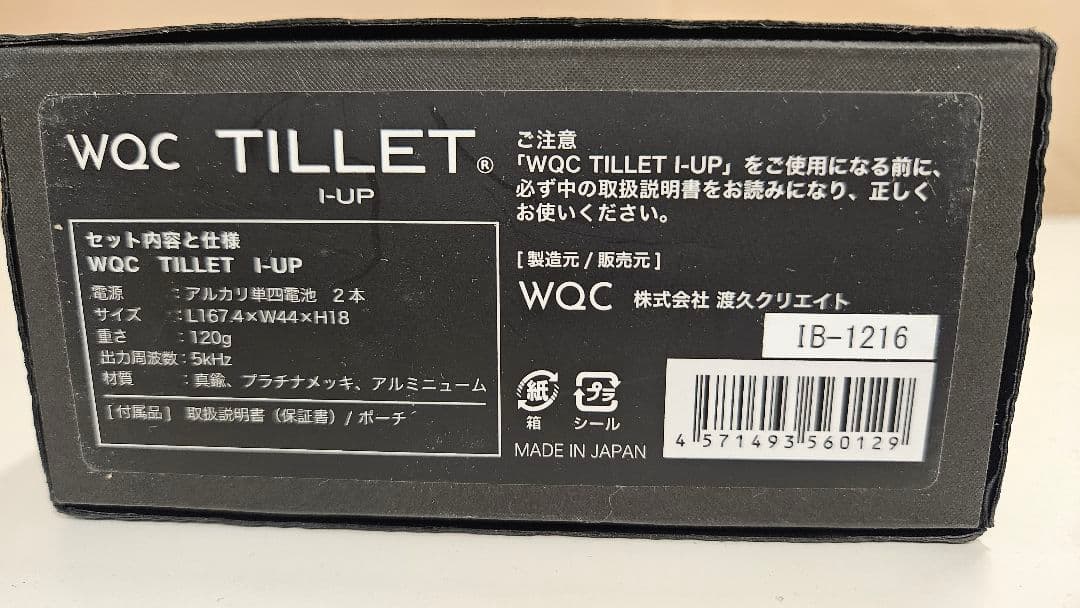 WQC TILLET®
I-UP
セット内容と仕様
WQC TILLET I-UP
電源 ：アルカリ単四電池 2本
サイズ ：L167.4×W44×H18
重さ ：120g
出力周波数：5kHz
材質 ：真鍮、プラチナメッキ、アルミニューム
［付属品］ 取扱説明書（保証書）/ ポーチ
ご注意
「WQC TILLET I-UP」をご使用になる前に、
必ず中の取扱説明書をお読みになり、正しく
お使いください。
［ 製造元 / 販売元 ］
WQC 株式会社 渡久クリエイト
IB-1216
紙
箱
プラ
シール
MADE IN JAPAN
4 571493 560129